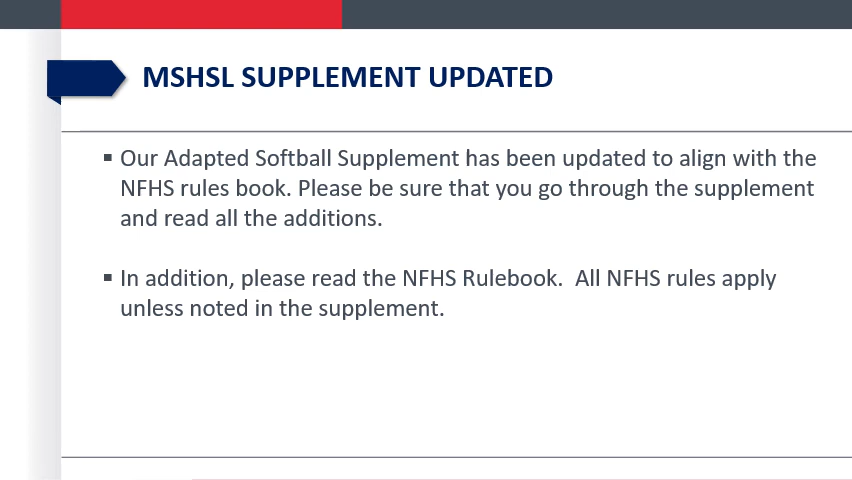 MSHSL SUPPLEMENT UPDATED
▪ Our Adapted Softball Supplement has been updated to align with the
NFHS rules book. Please be sure that you go through the supplement
and read all the additions.
▪ In addition, please read the NFHS Rulebook.  All NFHS rules apply
unless noted in the supplement.